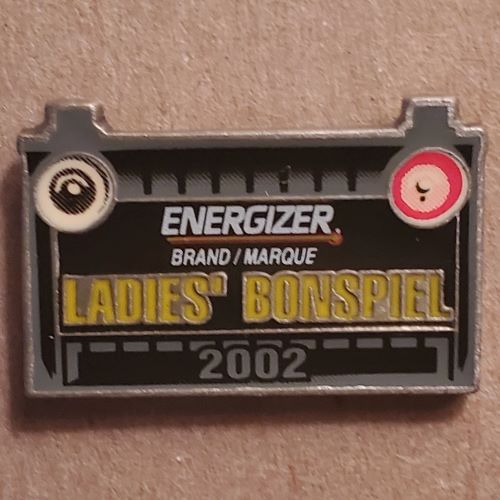 ENERGIZER.
BRAND / MARQUE
LADIES' BONSPIEL
2002